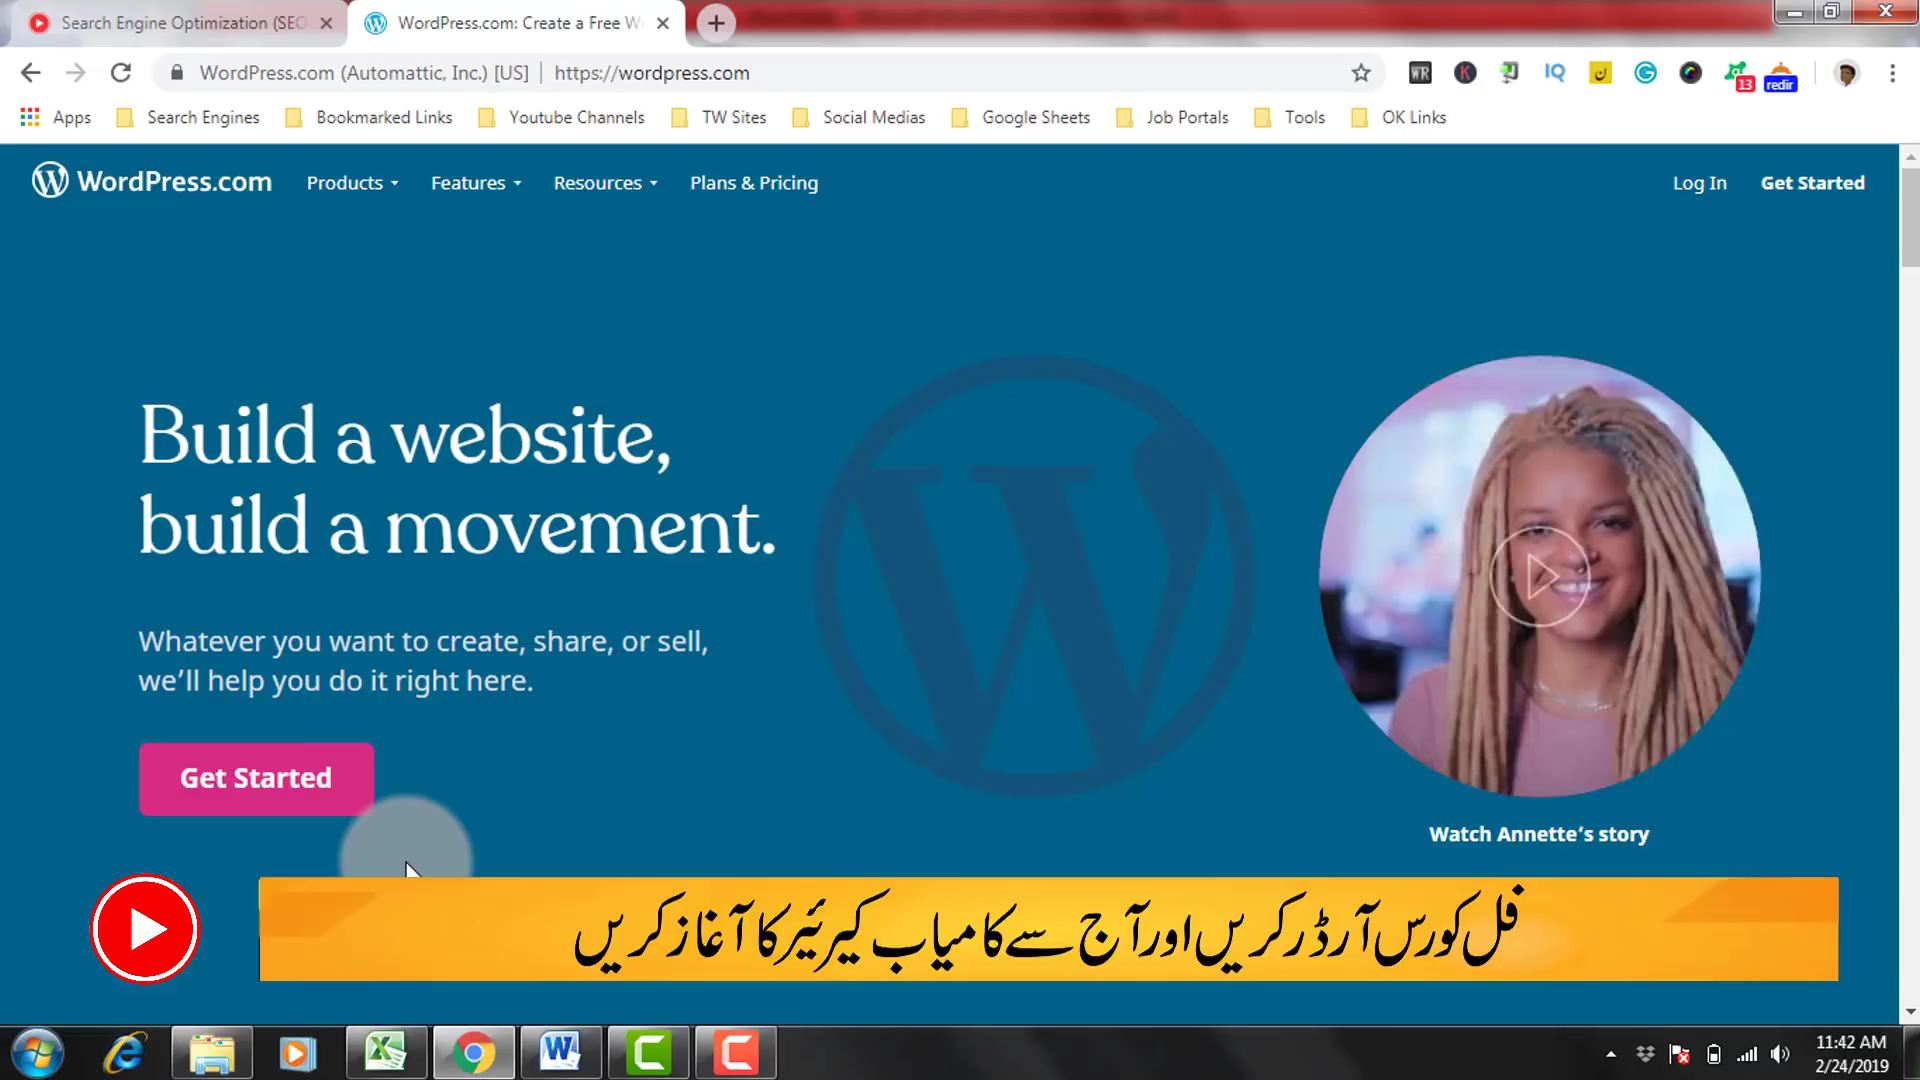 Search Engine Optimization (SEO
WordPress.com: Create a Free W
WordPress.com (Automattic, Inc.) [US] | https://wordpress.com
WR K IQ ن G 13 redir
Apps Search Engines Bookmarked Links Youtube Channels TW Sites Social Medias Google Sheets Job Portals Tools OK Links
WordPress.com Products Features Resources Plans & Pricing Log In Get Started
Build a website,
build a movement.
Whatever you want to create, share, or sell,
we’ll help you do it right here.
Get Started
Watch Annette’s story
فل کورس آرڈر کریں اور آج سے کامیاب کیرئیر کا آغاز کریں
11:42 AM
2/24/2019